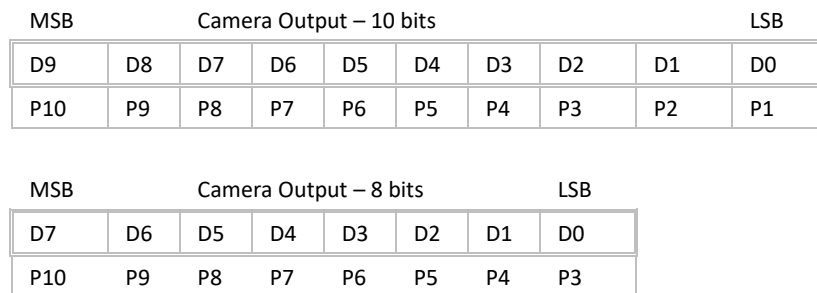 MSB Camera Output – 10 bits LSB
D9 D8 D7 D6 D5 D4 D3 D2 D1 D0
P10 P9 P8 P7 P6 P5 P4 P3 P2 P1
MSB Camera Output – 8 bits LSB
D7 D6 D5 D4 D3 D2 D1 D0
P10 P9 P8 P7 P6 P5 P4 P3